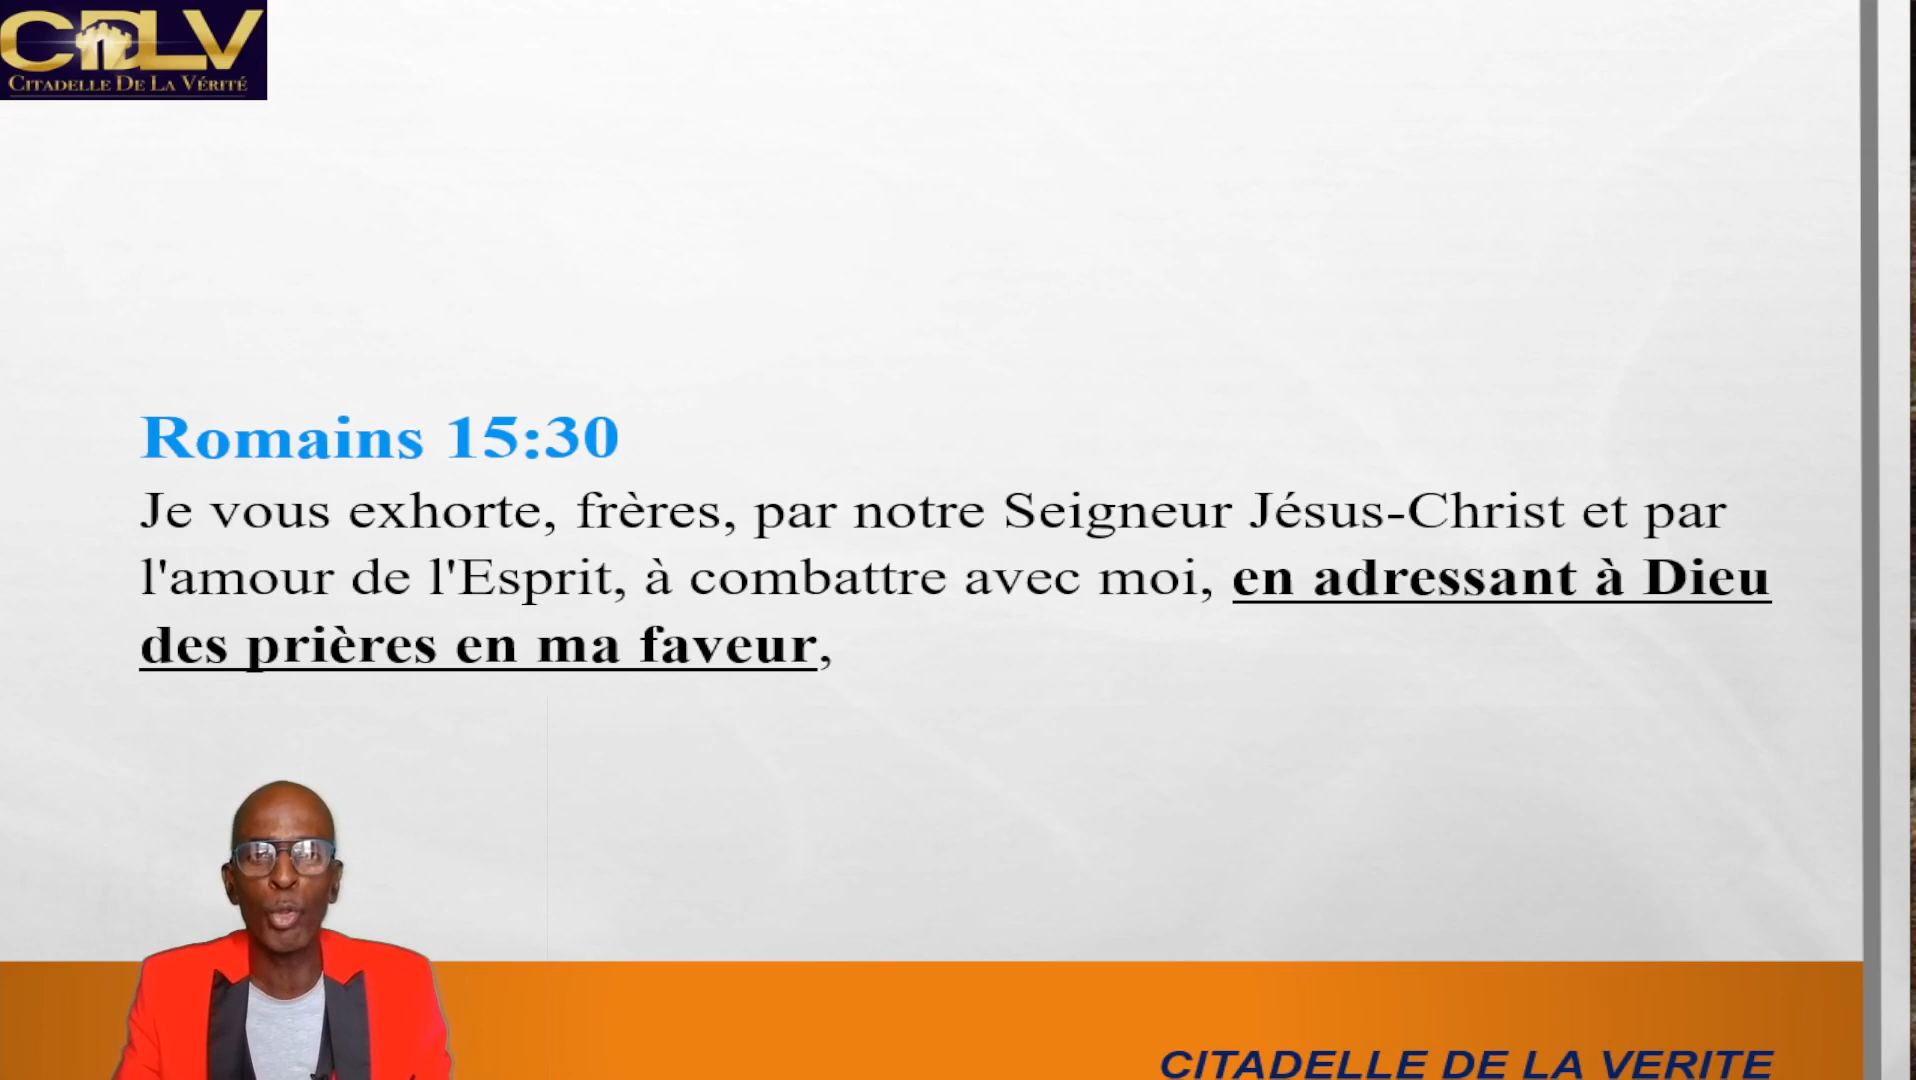 CDLV
CITADELLE DE LA VÉRITÉ
Romains 15:30
Je vous exhorte, frères, par notre Seigneur Jésus-Christ et par
l'amour de l'Esprit, à combattre avec moi, en adressant à Dieu
des prières en ma faveur,
CITADELLE DE LA VERITE